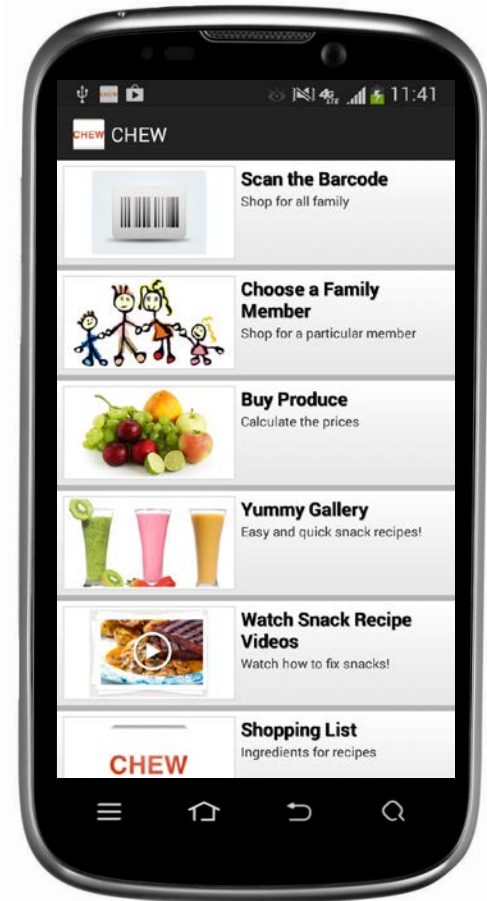 11:41
CHEW CHEW
Scan the Barcode
Shop for all family
Choose a Family
Member
Shop for a particular member
Buy Produce
Calculate the prices
Yummy Gallery
Easy and quick snack recipes!
Watch Snack Recipe
Videos
Watch how to fix snacks!
Shopping List
Ingredients for recipes
CHEW